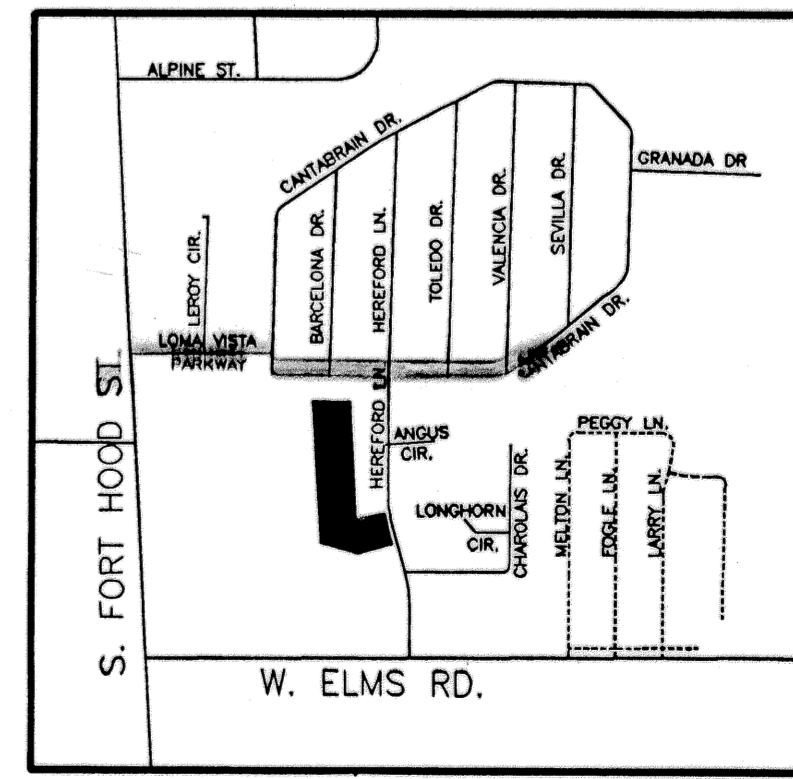 ALPINE ST.
CANTABRAIN DR.
GRANADA DR
LEROY CIR.
BARCELONA DR.
HEREFORD LN.
TOLEDO DR.
VALENCIA DR.
SEVILLA DR.
LOMA VISTA
PARKWAY
CANTABRAIN DR.
S. FORT HOOD ST.
HEREFORD LN
ANGUS
CIR.
LONGHORN
CIR.
CHAROLAIS DR.
PEGGY LN.
MELTON LN.
FOGLE LN.
LARRY LN.
W. ELMS RD.